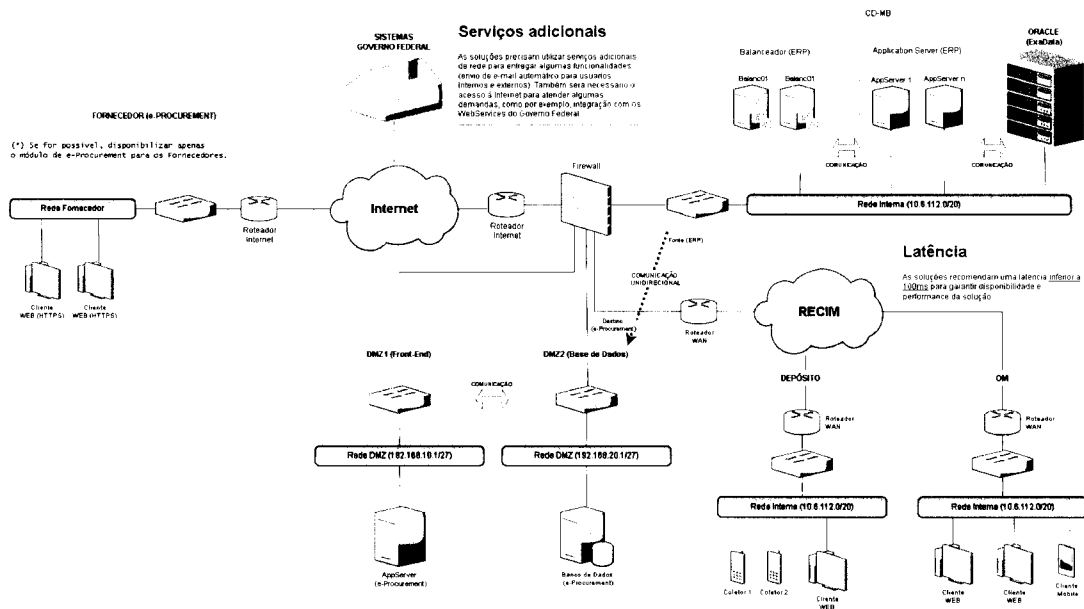 CD-MB
SISTEMAS
GOVERNO FEDERAL
Serviços adicionais
As soluções precisam utilizar serviços adicionais
de rede para entregar algumas funcionalidades
(envio de e-mail automático para usuários
internos e externos). Também será necessário o
acesso à Internet para atender algumas
demandas, como por exemplo, integração com os
WebServices do Governo Federal
Balanceador (ERP)
Application Server (ERP)
ORACLE
(ExaData)
Balanc01
Balanc01
AppServer 1
AppServer n
COMUNICAÇÃO
COMUNICAÇÃO
FORNECEDOR (e-PROCUREMENT)
(*) Se for possível, disponibilizar apenas
o módulo de e-Procurement para os Fornecedores.
Rede Fornecedor
Roteador
Internet
Internet
Roteador
Internet
Firewall
Rede Interna (10.6.112.0/20)
Cliente
WEB (HTTPS)
Cliente
WEB (HTTPS)
Fonte (ERP)
COMUNICAÇÃO
UNIDIRECIONAL
Destino
(e-Procurement)
Roteador
WAN
RECIM
Latência
As soluções recomendam uma latência inferior a
100ms para garantir disponibilidade e
performance da solução
DMZ1 (Front-End)
COMUNICAÇÃO
DMZ2 (Base de Dados)
DEPÓSITO
OM
Roteador
WAN
Roteador
WAN
Rede DMZ (192.168.10.1/27)
Rede DMZ (192.168.20.1/27)
Rede Interna (10.6.112.0/20)
Rede Interna (10.6.112.0/20)
AppServer
(e-Procurement)
Banco de Dados
(e-Procurement)
Coletor 1
Coletor 2
Cliente
WEB
Cliente
WEB
Cliente
WEB
Cliente
Mobile